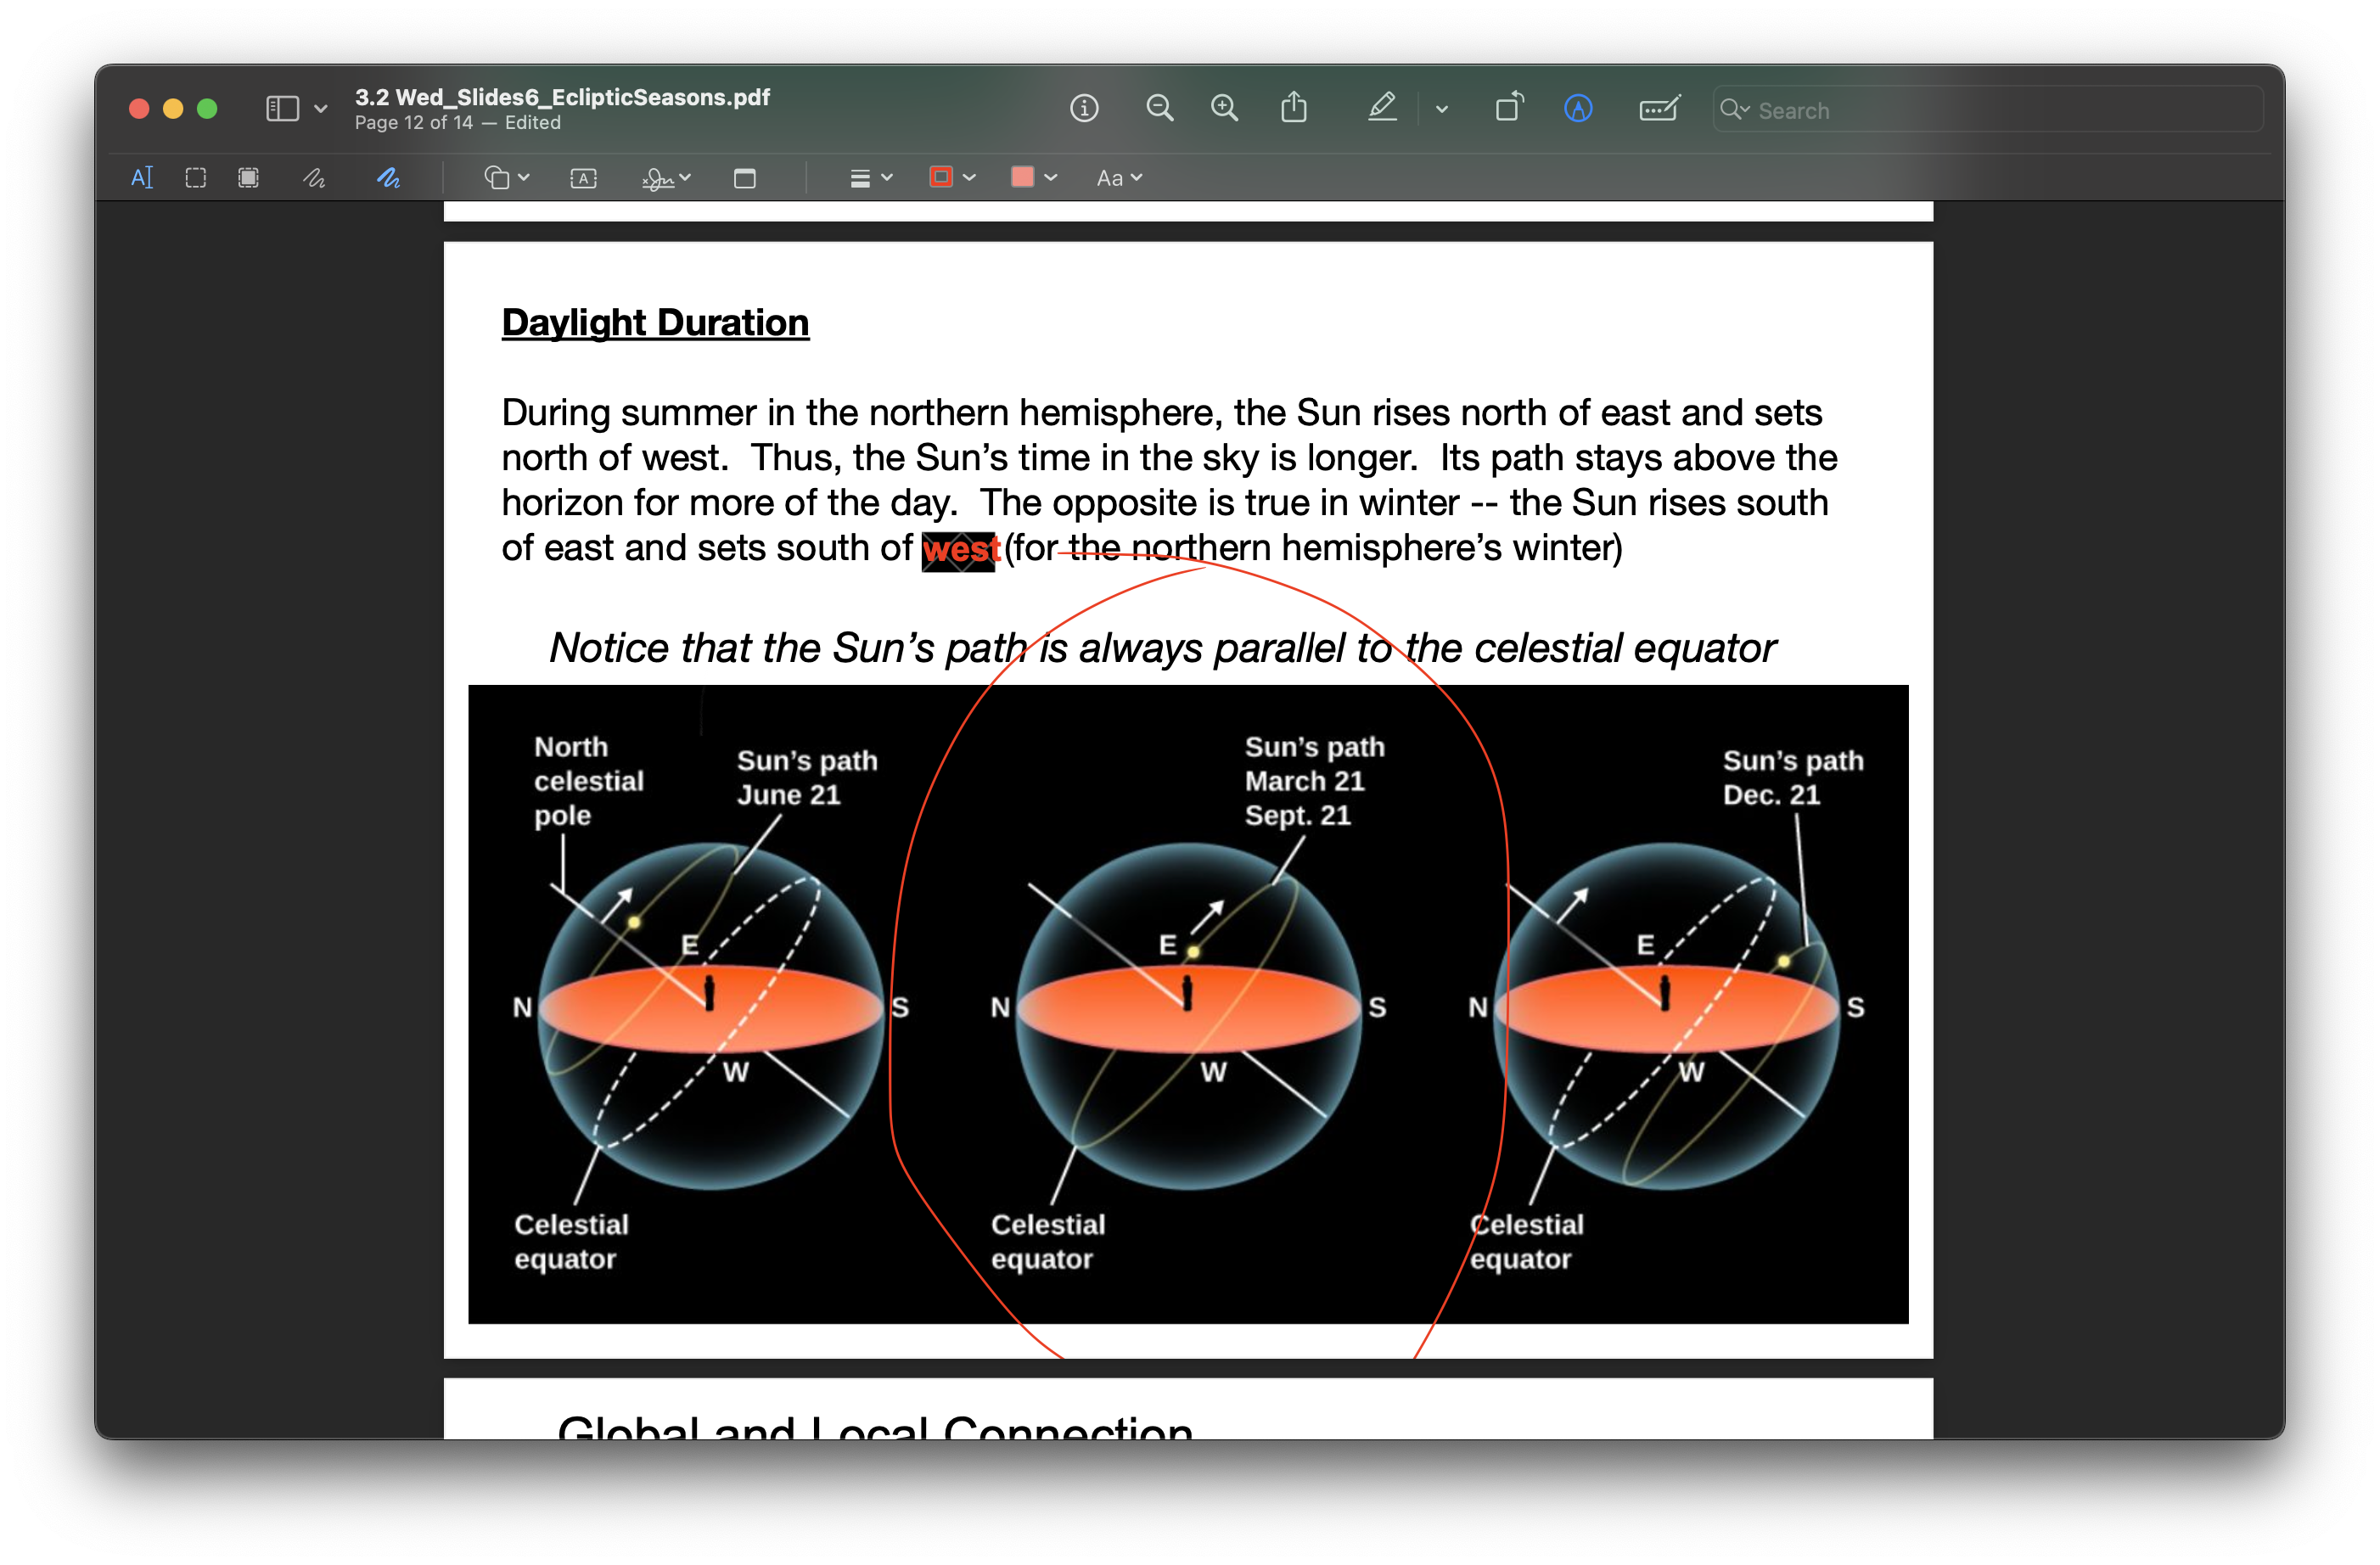 3.2 Wed_Slides6_EclipticSeasons.pdf
Page 12 of 14 — Edited
Search
Aa
Daylight Duration
During summer in the northern hemisphere, the Sun rises north of east and sets
north of west.  Thus, the Sun’s time in the sky is longer.  Its path stays above the
horizon for more of the day.  The opposite is true in winter -- the Sun rises south
of east and sets south of west (for the northern hemisphere’s winter)
Notice that the Sun’s path is always parallel to the celestial equator
North
celestial
pole
Sun’s path
June 21
E
N
S
W
Celestial
equator
Sun’s path
March 21
Sept. 21
E
N
S
W
Celestial
equator
Sun’s path
Dec. 21
E
N
S
W
Celestial
equator
Global and Local Connection